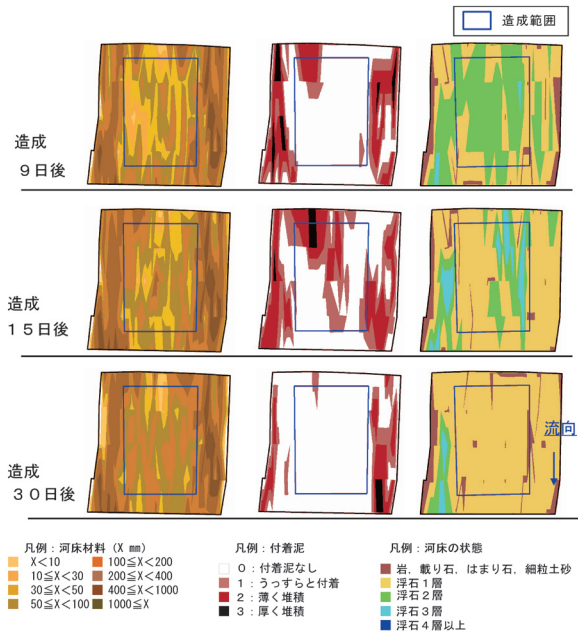 造成範囲
造成
9日後
造成
15日後
造成
30日後
流向
凡例：河床材料（X mm）
X＜10
10≦X＜30
30≦X＜50
50≦X＜100
100≦X＜200
200≦X＜400
400≦X＜1000
1000≦X
凡例：付着泥
0：付着泥なし
1：うっすらと付着
2：薄く堆積
3：厚く堆積
凡例：河床の状態
岩，載り石，はまり石，細粒土砂
浮石1層
浮石2層
浮石3層
浮石4層以上